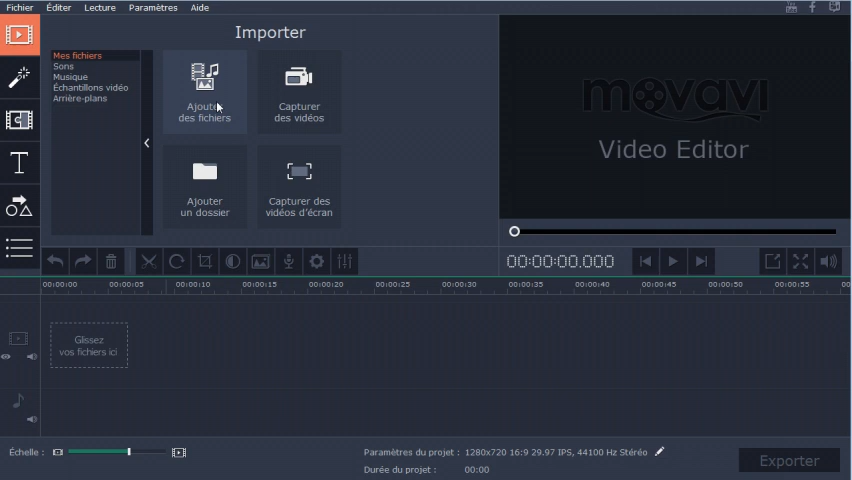 Fichier Éditer Lecture Paramètres Aide
You
Importer
Mes fichiers
Sons
Musique
Échantillons vidéo
Arrière-plans
Ajouter
des fichiers
Capturer
des vidéos
Ajouter
un dossier
Capturer des
vidéos d'écran
movavi
Video Editor
00:00:00.000
00:00:00 00:00:05 00:00:10 00:00:15 00:00:20 00:00:25 00:00:30 00:00:35 00:00:40 00:00:45 00:00:50 00:00:55 00
Glissez
vos fichiers ici
Échelle :
Paramètres du projet : 1280x720 16:9 29.97 IPS, 44100 Hz Stéréo
Durée du projet : 00:00
Exporter